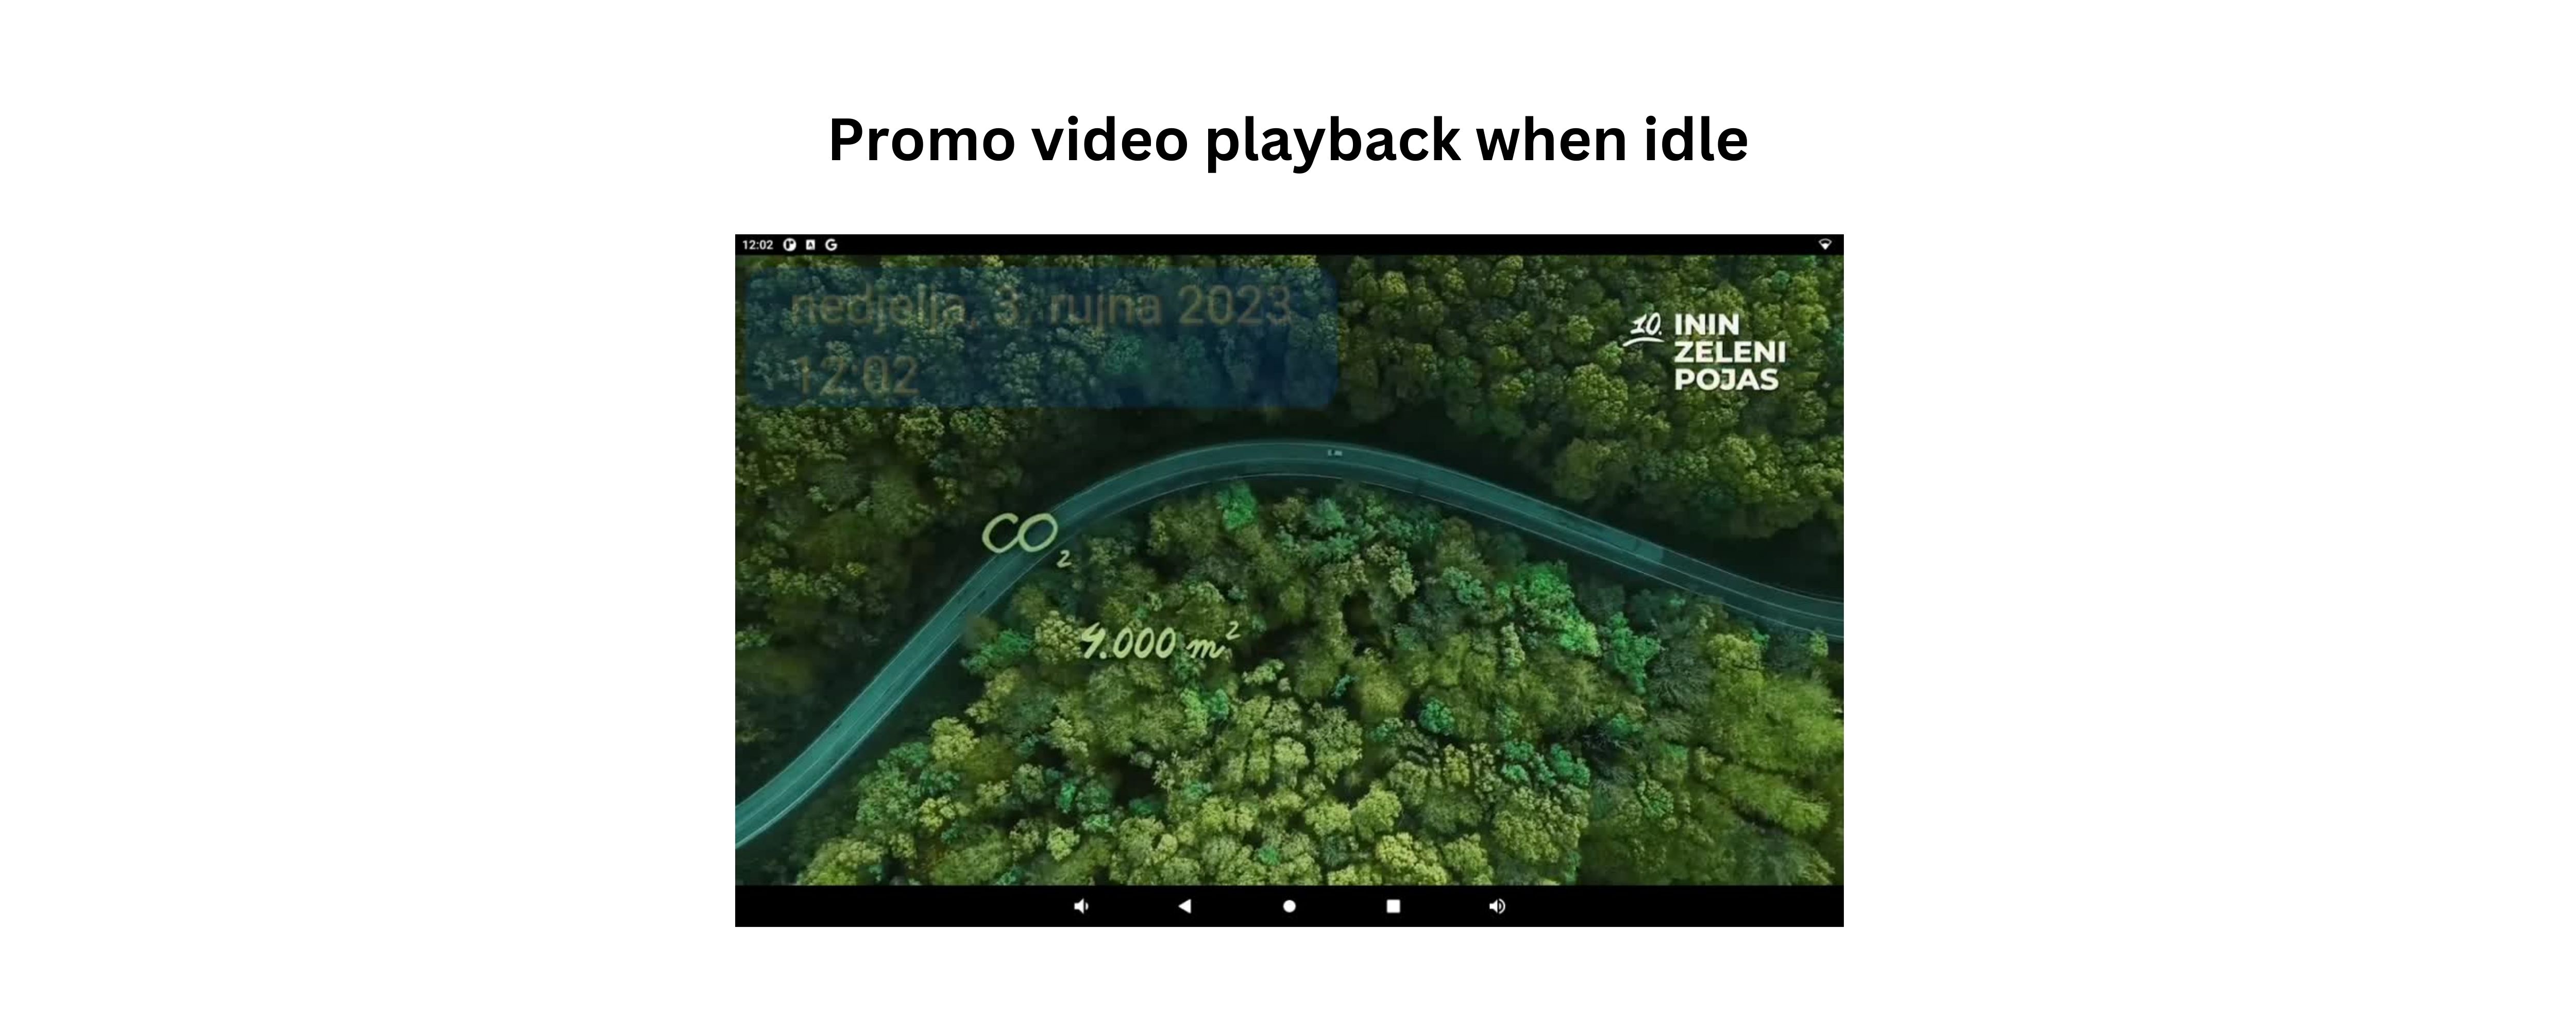 Promo video playback when idle
12:02
nedjelja, 3. rujna 2023
12:02
10. ININ
ZELENI
POJAS
CO₂
4.000 m²